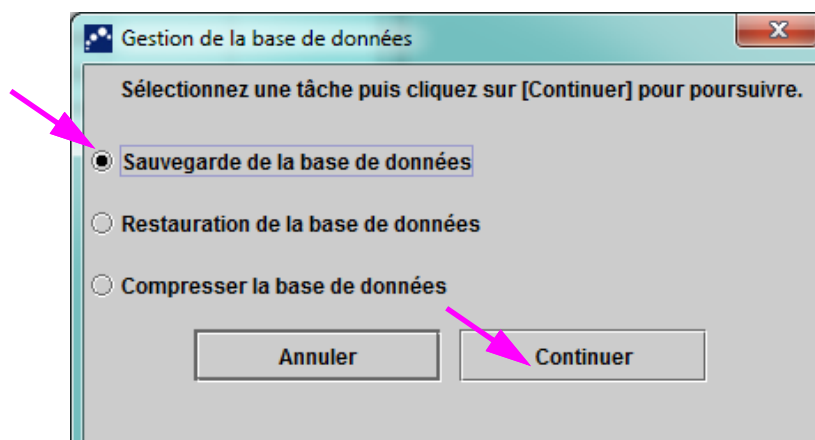 Gestion de la base de données
Sélectionnez une tâche puis cliquez sur [Continuer] pour poursuivre.
Sauvegarde de la base de données
Restauration de la base de données
Compresser la base de données
Annuler Continuer